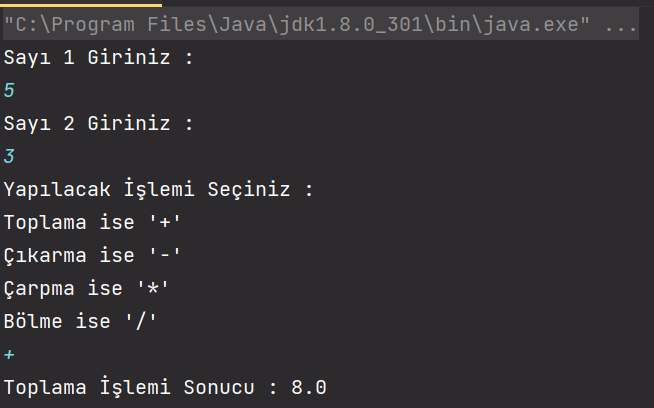 "C:\Program Files\Java\jdk1.8.0_301\bin\java.exe" ...
Sayı 1 Giriniz :
5
Sayı 2 Giriniz :
3
Yapılacak İşlemi Seçiniz :
Toplama ise '+'
Çıkarma ise '-'
Çarpma ise '*'
Bölme ise '/'
+
Toplama İşlemi Sonucu : 8.0